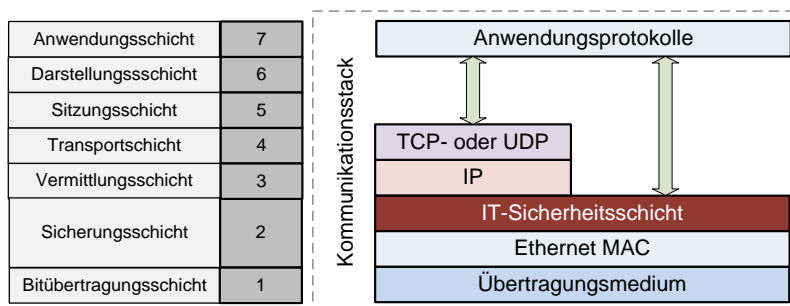 Anwendungsschicht 7
Darstellungssschicht 6
Sitzungsschicht 5
Transportschicht 4
Vermittlungsschicht 3
Sicherungsschicht 2
Bitübertragungsschicht 1
Kommunikationsstack
Anwendungsprotokolle
TCP- oder UDP
IP
IT-Sicherheitsschicht
Ethernet MAC
Übertragungsmedium